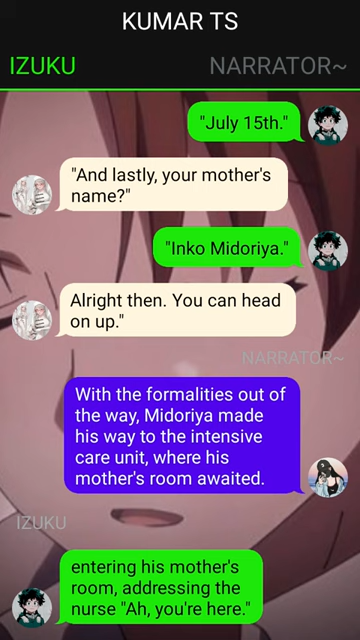 KUMAR TS
IZUKU
NARRATOR~
"July 15th."
"And lastly, your mother's
name?"
"Inko Midoriya."
Alright then. You can head
on up."
NARRATOR~
With the formalities out of
the way, Midoriya made
his way to the intensive
care unit, where his
mother's room awaited.
IZUKU
entering his mother's
room, addressing the
nurse "Ah, you're here."